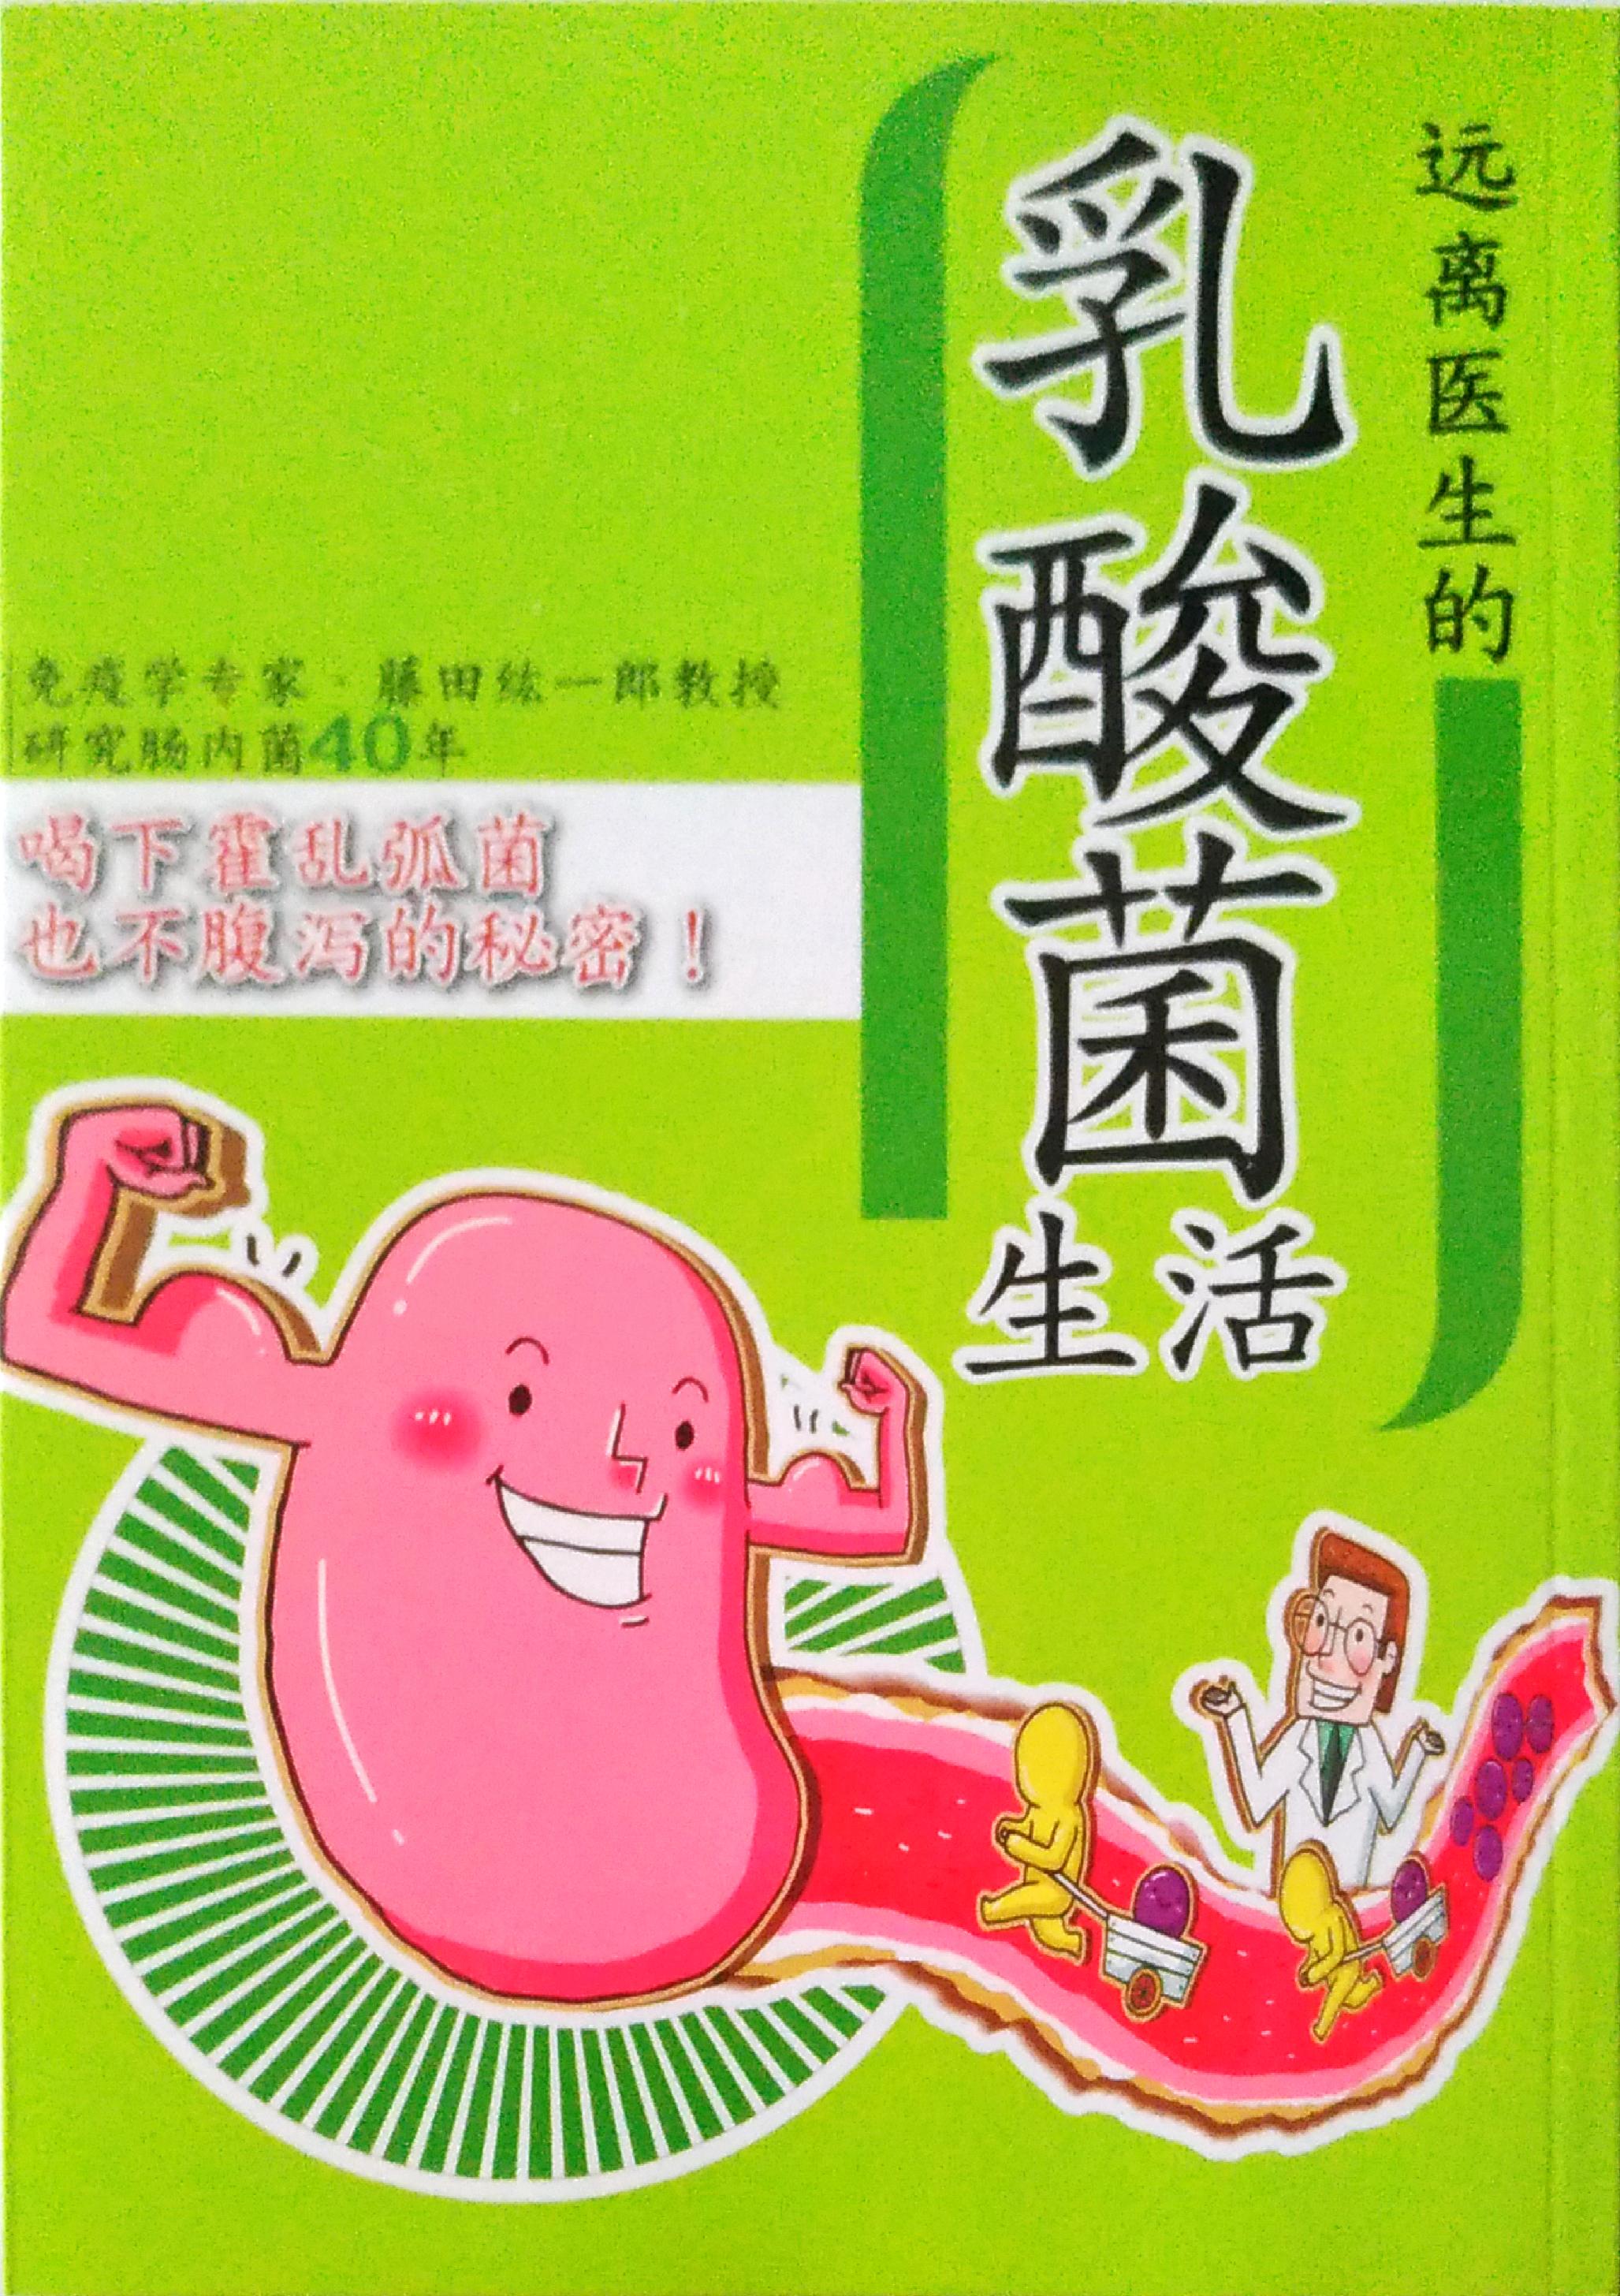 远离医生的
乳酸菌
生活
免疫学专家·藤田纮一郎教授
研究肠内菌40年
喝下霍乱弧菌
也不腹泻的秘密！